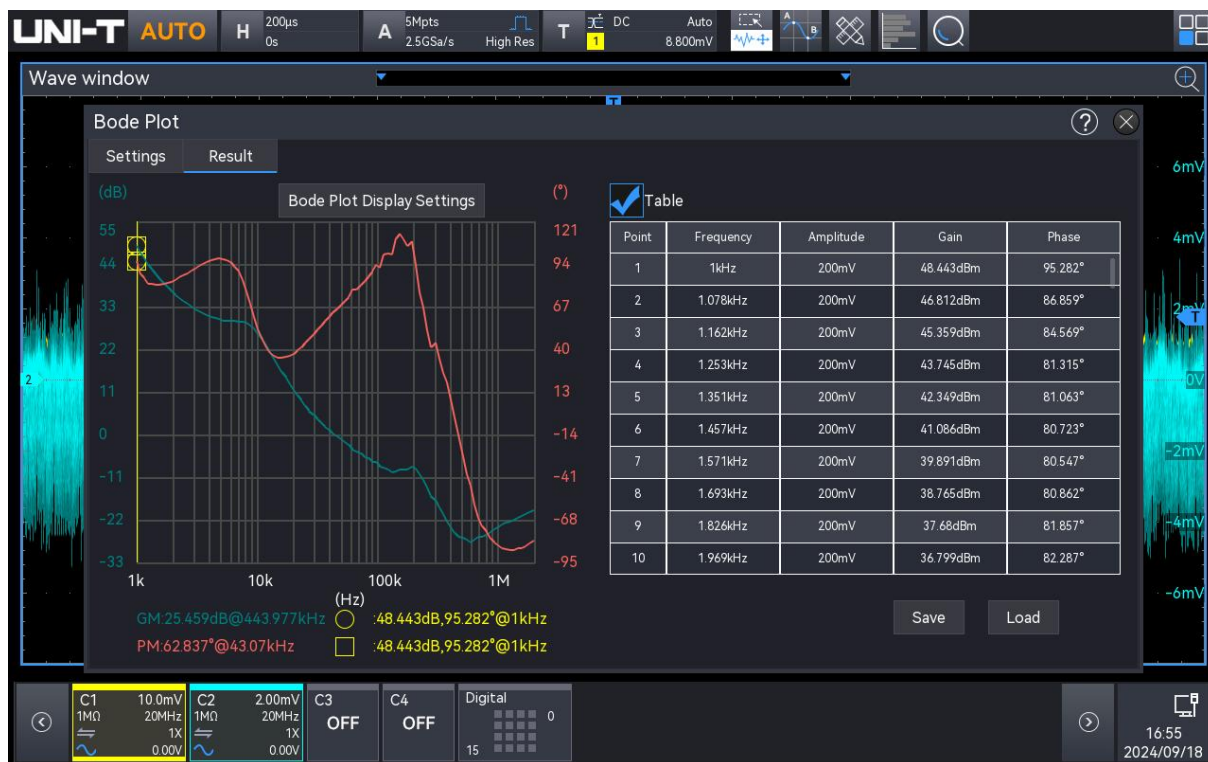 UNI-T AUTO H 200μs A 5Mpts T DC Auto
0s 2.5GSa/s High Res 1 8.800mV A B
Wave window
T
Bode Plot ?
Settings Result
6mV
(dB) Bode Plot Display Settings (°) Table
55 121 Point Frequency Amplitude Gain Phase 4mV
44 94 1 1kHz 200mV 48.443dBm 95.282°
2 1.078kHz 200mV 46.812dBm 86.859°
33 67 2mV
T
3 1.162kHz 200mV 45.359dBm 84.569°
22 40 4 1.253kHz 200mV 43.745dBm 81.315°
2 0V
11 13 5 1.351kHz 200mV 42.349dBm 81.063°
0 -14 6 1.457kHz 200mV 41.086dBm 80.723°
7 1.571kHz 200mV 39.891dBm 80.547° -2mV
-11 -41
8 1.693kHz 200mV 38.765dBm 80.862°
-22 -68 9 1.826kHz 200mV 37.68dBm 81.857° -4mV
-33 -95 10 1.969kHz 200mV 36.799dBm 82.287°
1k 10k 100k 1M
(Hz) -6mV
GM:25.459dB@443.977kHz :48.443dB,95.282°@1kHz Save Load
PM:62.837°@43.07kHz :48.443dB,95.282°@1kHz
C1 10.0mV C2 2.00mV C3 C4 Digital
1MΩ 20MHz 1MΩ 20MHz OFF OFF 0
1X 1X
0.00V 0.00V 15
16:55
2024/09/18